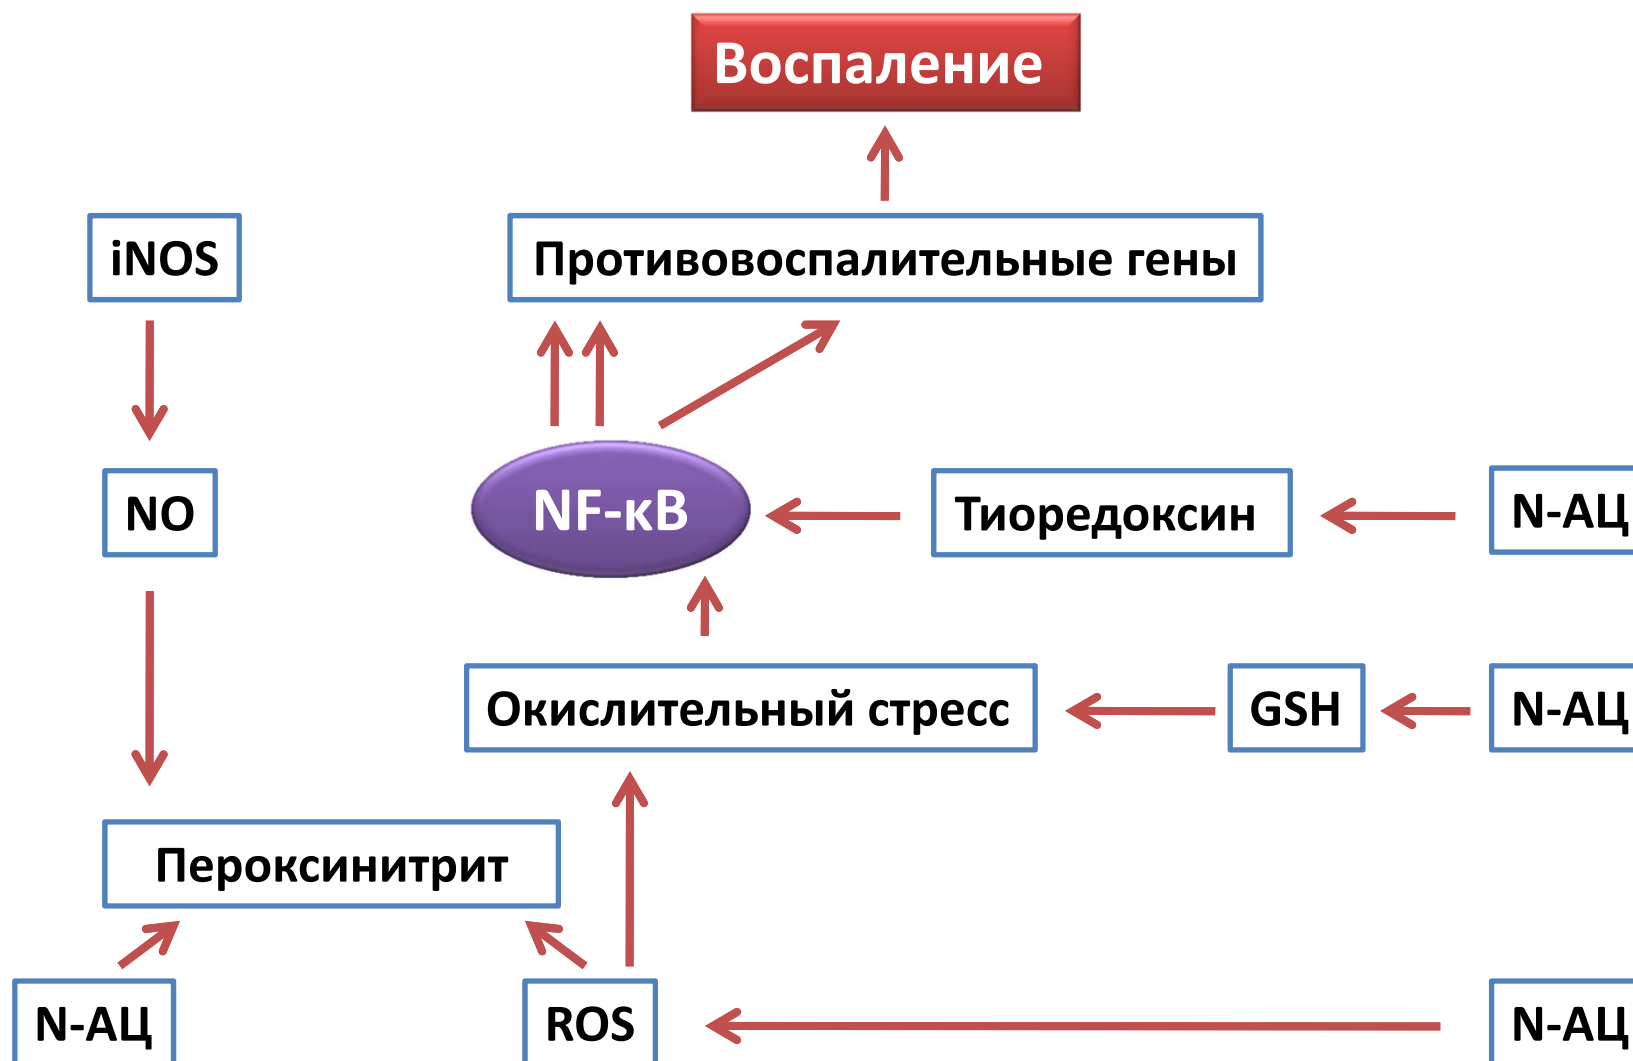 Воспаление
iNOS
Противовоспалительные гены
NO
NF-кВ
Тиоредоксин
N-АЦ
Окислительный стресс
GSH
N-АЦ
Пероксинитрит
N-АЦ
ROS
N-АЦ